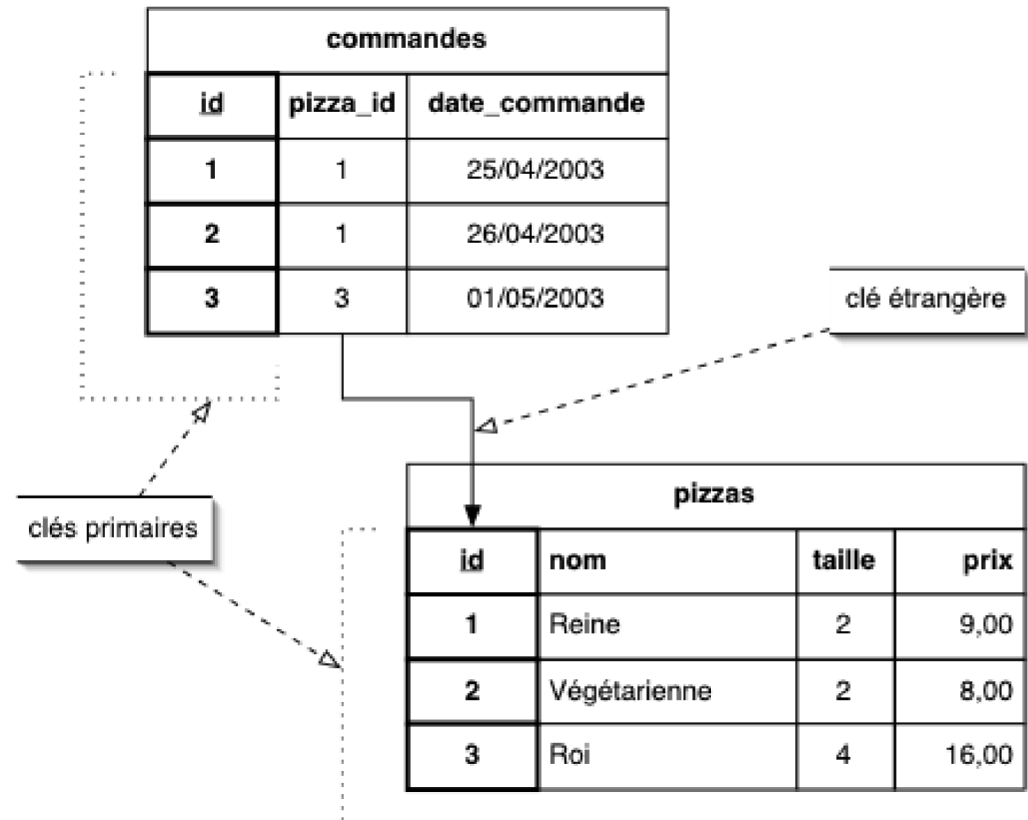 commandes
id pizza_id date_commande
1 1 25/04/2003
2 1 26/04/2003
3 3 01/05/2003
clé étrangère
clés primaires
pizzas
id nom taille prix
1 Reine 2 9,00
2 Végétarienne 2 8,00
3 Roi 4 16,00